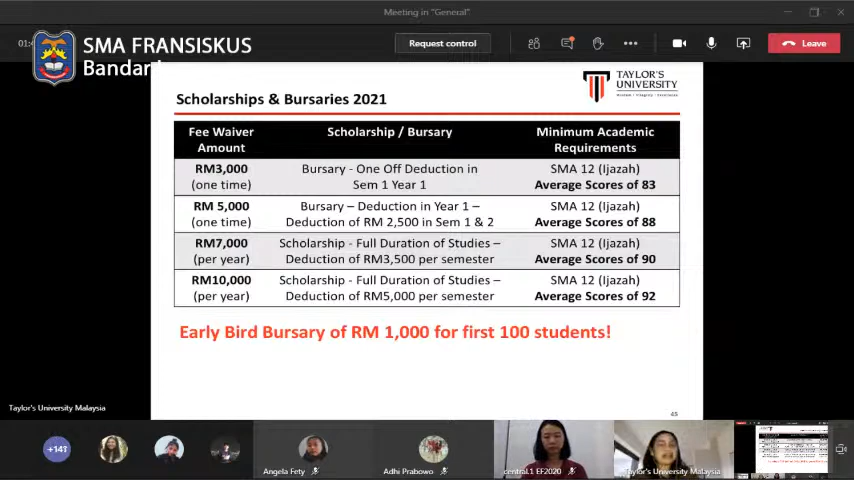 Meeting in "General"
SMA FRANSISKUS
Request control
Leave
TAYLOR'S
UNIVERSITY
Scholarships & Bursaries 2021
Fee Waiver Amount
Scholarship / Bursary
Minimum Academic Requirements
RM3,000
(one time)
Bursary - One Off Deduction in
Sem 1 Year 1
SMA 12 (Ijazah)
Average Scores of 83
RM 5,000
(one time)
Bursary – Deduction in Year 1 –
Deduction of RM 2,500 in Sem 1 & 2
SMA 12 (Ijazah)
Average Scores of 88
RM7,000
(per year)
Scholarship - Full Duration of Studies –
Deduction of RM3,500 per semester
SMA 12 (Ijazah)
Average Scores of 90
RM10,000
(per year)
Scholarship - Full Duration of Studies –
Deduction of RM5,000 per semester
SMA 12 (Ijazah)
Average Scores of 92
Early Bird Bursary of RM 1,000 for first 100 students!
45
Taylor's University Malaysia
Angela Fety
Adhi Prabowo
central.1 EF2020
Taylor's University Malaysia